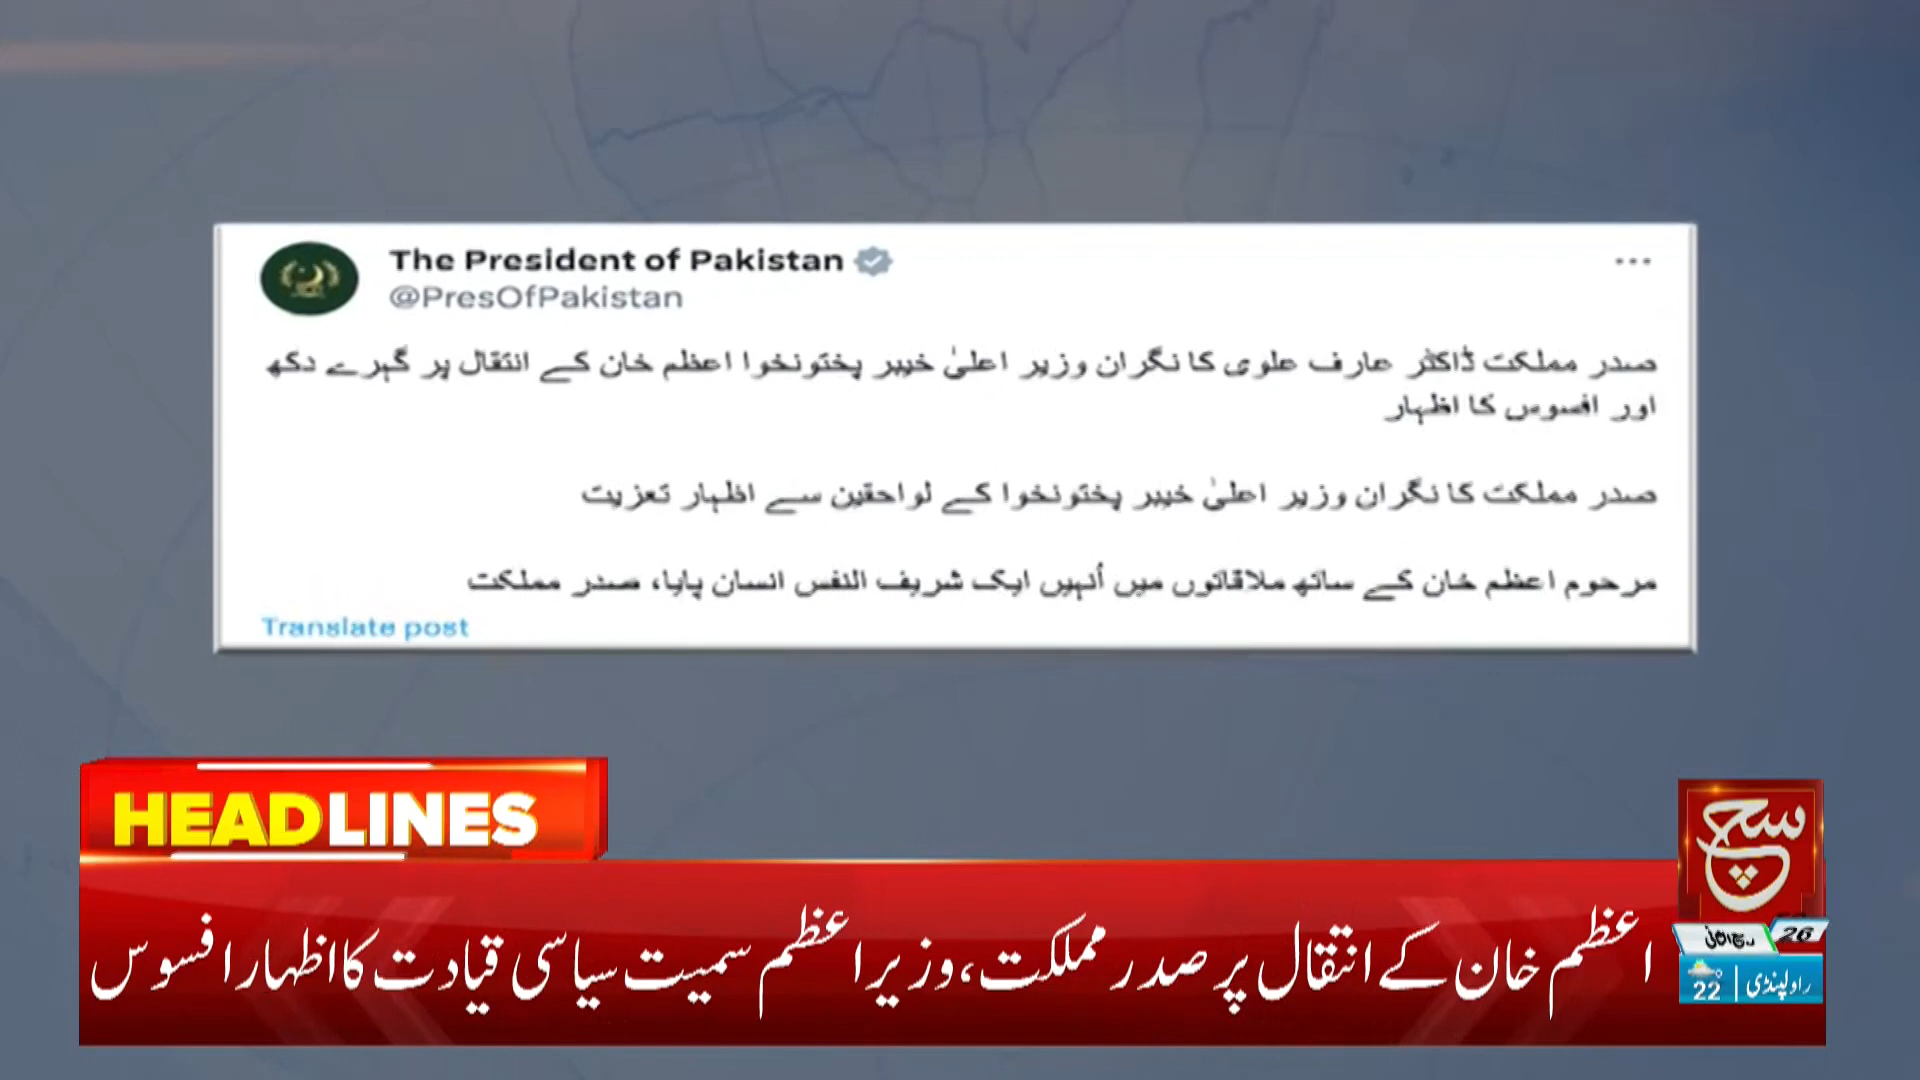 The President of Pakistan
@PresOfPakistan
صدر مملکت ڈاکٹر عارف علوی کا نگران وزیر اعلیٰ خیبر پختونخوا اعظم خان کے انتقال پر گہرے دکھ
اور افسوس کا اظہار
صدر مملکت کا نگران وزیر اعلیٰ خیبر پختونخوا کے لواحقین سے اظہار تعزیت
مرحوم اعظم خان کے ساتھ ملاقاتوں میں اُنہیں ایک شریف النفس انسان پایا، صدر مملکت
Translate post
HEADLINES
سچ
اعظم خان کے انتقال پر صدر مملکت، وزیراعظم سمیت سیاسی قیادت کا اظہار افسوس
26
راولپنڈی
22